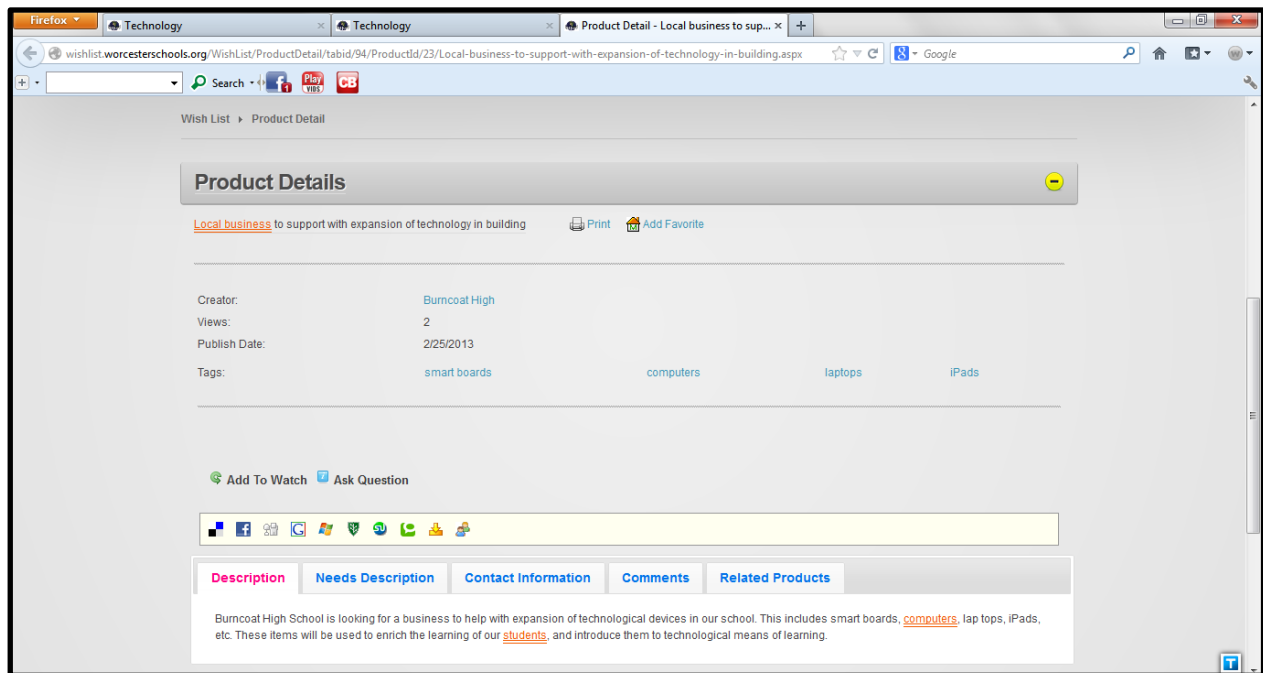 Firefox
Technology
Technology
Product Detail - Local business to sup...
wishlist.worcesterschools.org/WishList/ProductDetail/tabid/94/ProductId/23/Local-business-to-support-with-expansion-of-technology-in-building.aspx
8 Google
Search
1
Play VIDS
CB
Wish List Product Detail
Product Details
Local business to support with expansion of technology in building Print Add Favorite
Creator: Burncoat High
Views: 2
Publish Date: 2/25/2013
Tags: smart boards computers laptops iPads
Add To Watch Ask Question
Description Needs Description Contact Information Comments Related Products
Burncoat High School is looking for a business to help with expansion of technological devices in our school. This includes smart boards, computers, lap tops, iPads,
etc. These items will be used to enrich the learning of our students, and introduce them to technological means of learning.
T